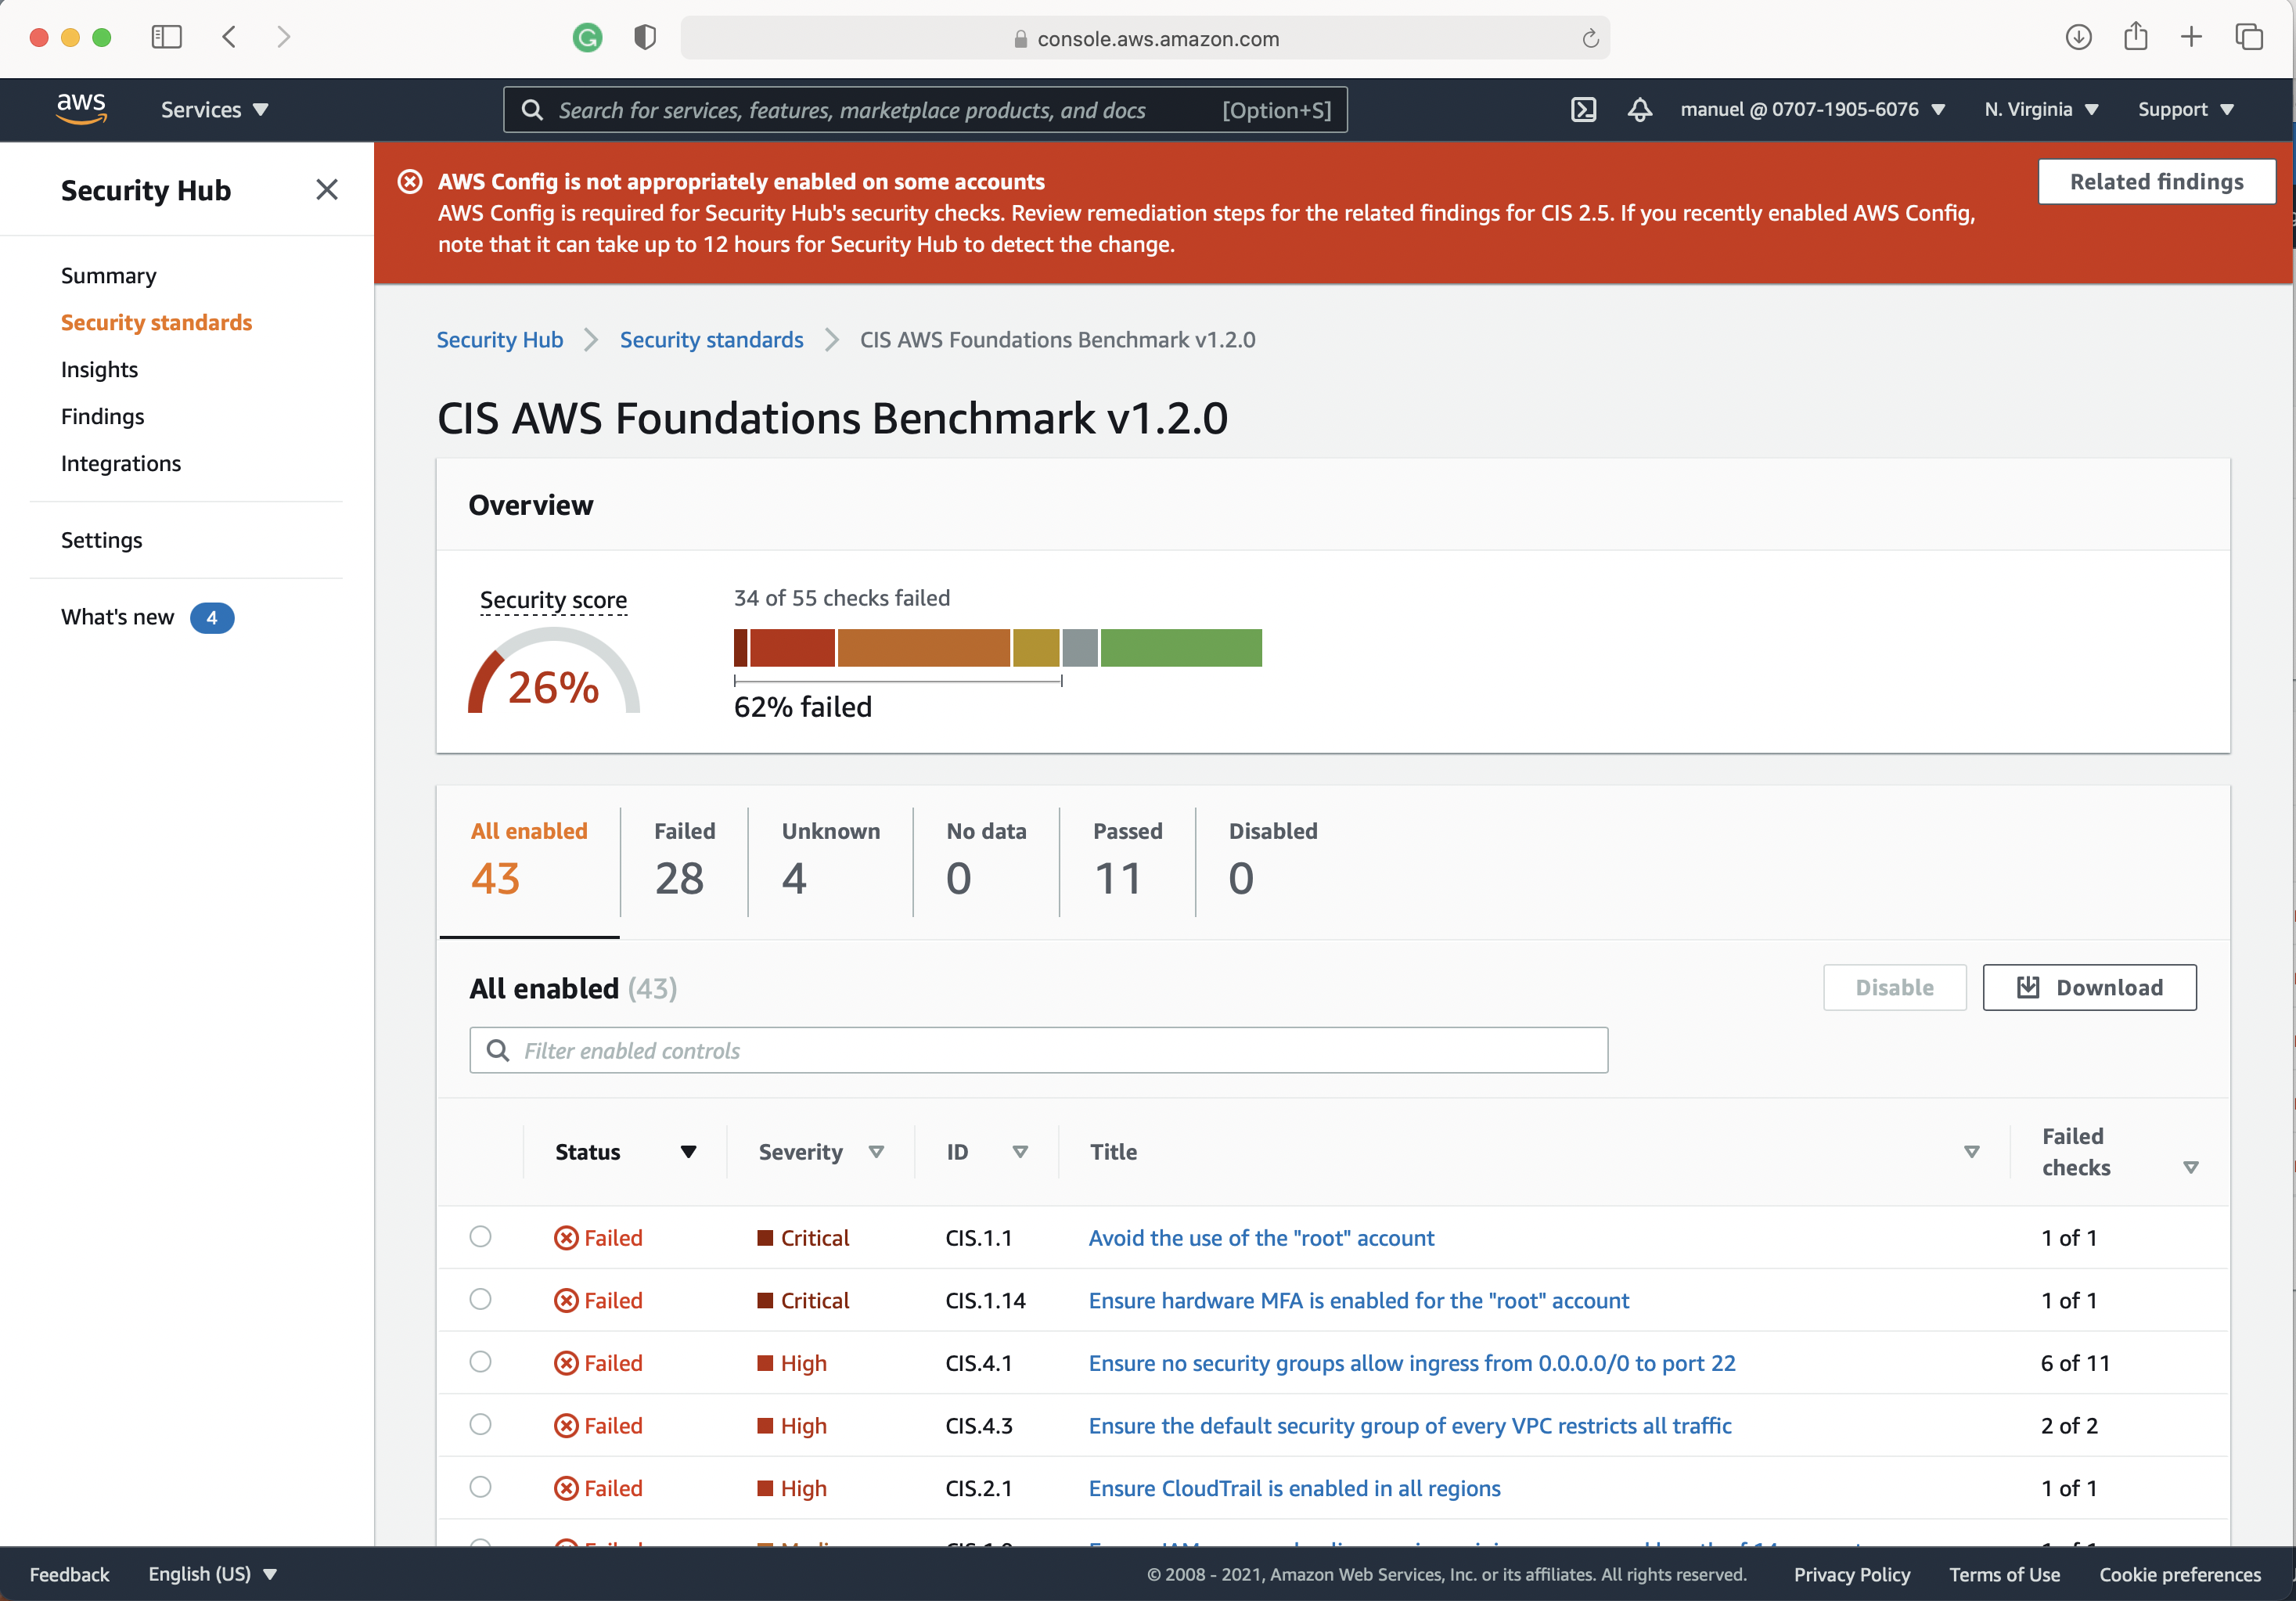 console.aws.amazon.com
aws
Services
Search for services, features, marketplace products, and docs [Option+S]
manuel @ 0707-1905-6076
N. Virginia
Support
Security Hub
Summary
Security standards
Insights
Findings
Integrations
Settings
What's new 4
AWS Config is not appropriately enabled on some accounts
AWS Config is required for Security Hub's security checks. Review remediation steps for the related findings for CIS 2.5. If you recently enabled AWS Config,
note that it can take up to 12 hours for Security Hub to detect the change.
Related findings
Security Hub
Security standards
CIS AWS Foundations Benchmark v1.2.0
CIS AWS Foundations Benchmark v1.2.0
Overview
Security score
26%
34 of 55 checks failed
62% failed
All enabled
43
Failed
28
Unknown
4
No data
0
Passed
11
Disabled
0
All enabled (43)
Disable
Download
Filter enabled controls
Status Severity ID Title Failed checks
Failed Critical CIS.1.1 Avoid the use of the "root" account 1 of 1
Failed Critical CIS.1.14 Ensure hardware MFA is enabled for the "root" account 1 of 1
Failed High CIS.4.1 Ensure no security groups allow ingress from 0.0.0.0/0 to port 22 6 of 11
Failed High CIS.4.3 Ensure the default security group of every VPC restricts all traffic 2 of 2
Failed High CIS.2.1 Ensure CloudTrail is enabled in all regions 1 of 1
Feedback
English (US)
© 2008 - 2021, Amazon Web Services, Inc. or its affiliates. All rights reserved.
Privacy Policy
Terms of Use
Cookie preferences